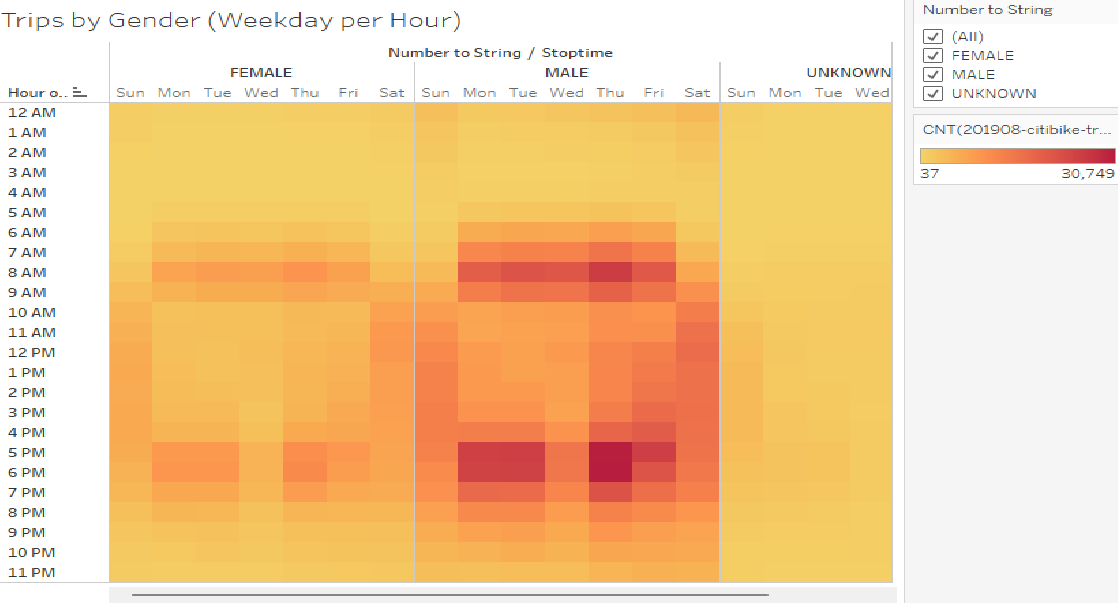 Trips by Gender (Weekday per Hour)
Number to String / Stoptime
FEMALE MALE UNKNOWN
Hour o.. Sun Mon Tue Wed Thu Fri Sat Sun Mon Tue Wed Thu Fri Sat Sun Mon Tue Wed
12 AM
1 AM
2 AM
3 AM
4 AM
5 AM
6 AM
7 AM
8 AM
9 AM
10 AM
11 AM
12 PM
1 PM
2 PM
3 PM
4 PM
5 PM
6 PM
7 PM
8 PM
9 PM
10 PM
11 PM
Number to String
(All)
FEMALE
MALE
UNKNOWN
CNT(201908-citibike-tr...
37 30,749